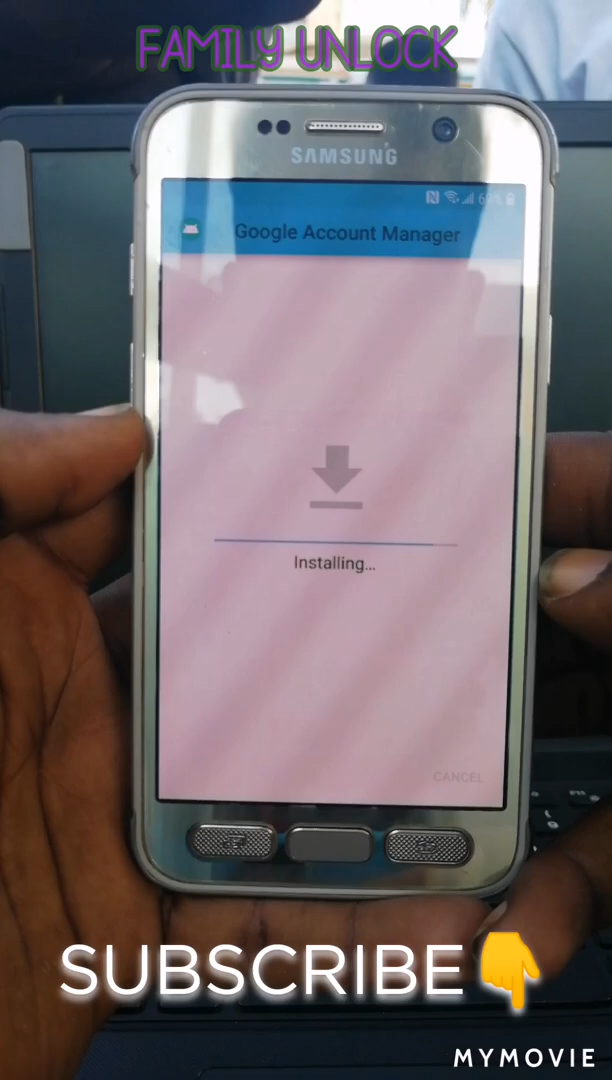 FAMILY UNLOCK
SAMSUNG
Google Account Manager
Installing...
CANCEL
SUBSCRIBE👇
MYMOVIE